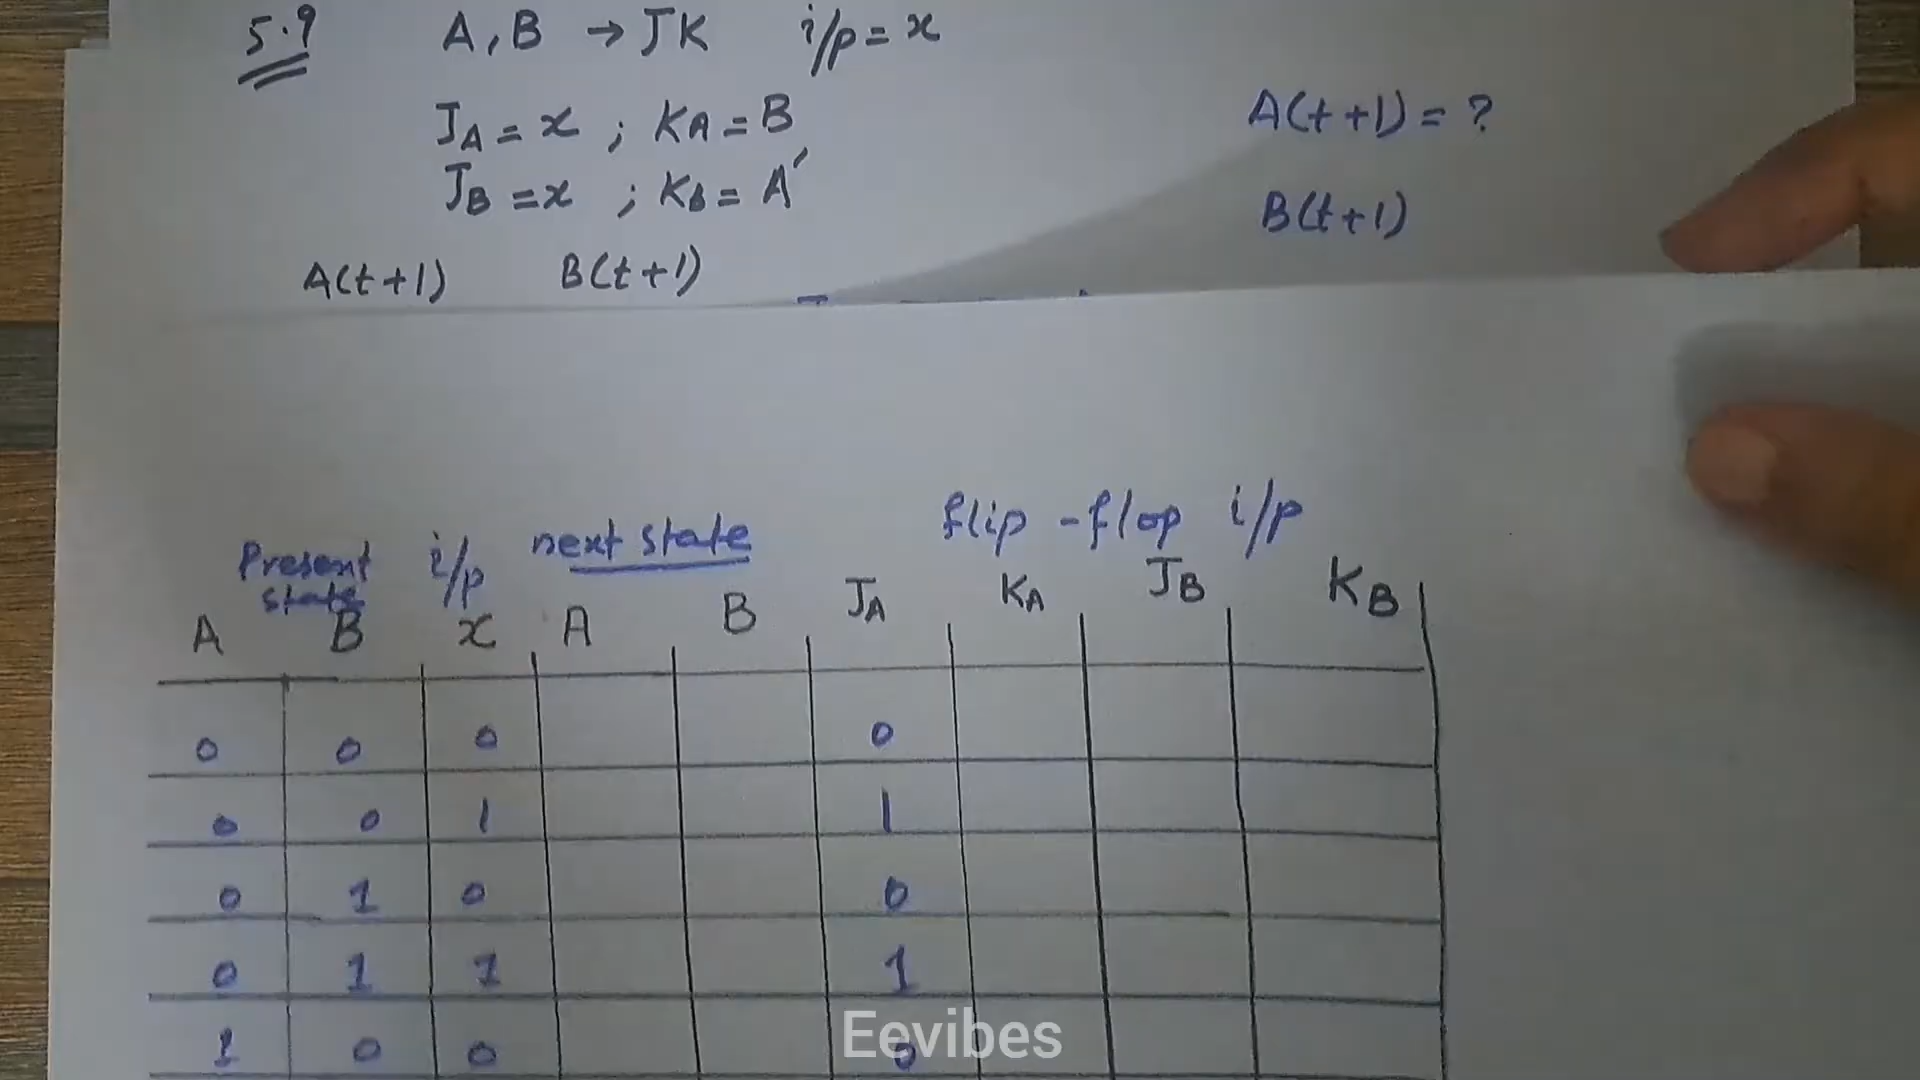 5.9 A, B → JK i/p = x
JA = x ; KA = B
JB = x ; KB = A'
A(t+1) B(t+1)
A(t+1) = ?
B(t+1)
Present state i/p next state flip-flop i/p
A B x A B JA KA JB KB
0 0 0 0
0 0 1 1
0 1 0 0
0 1 1 1
1 0 0 0
Eevibes